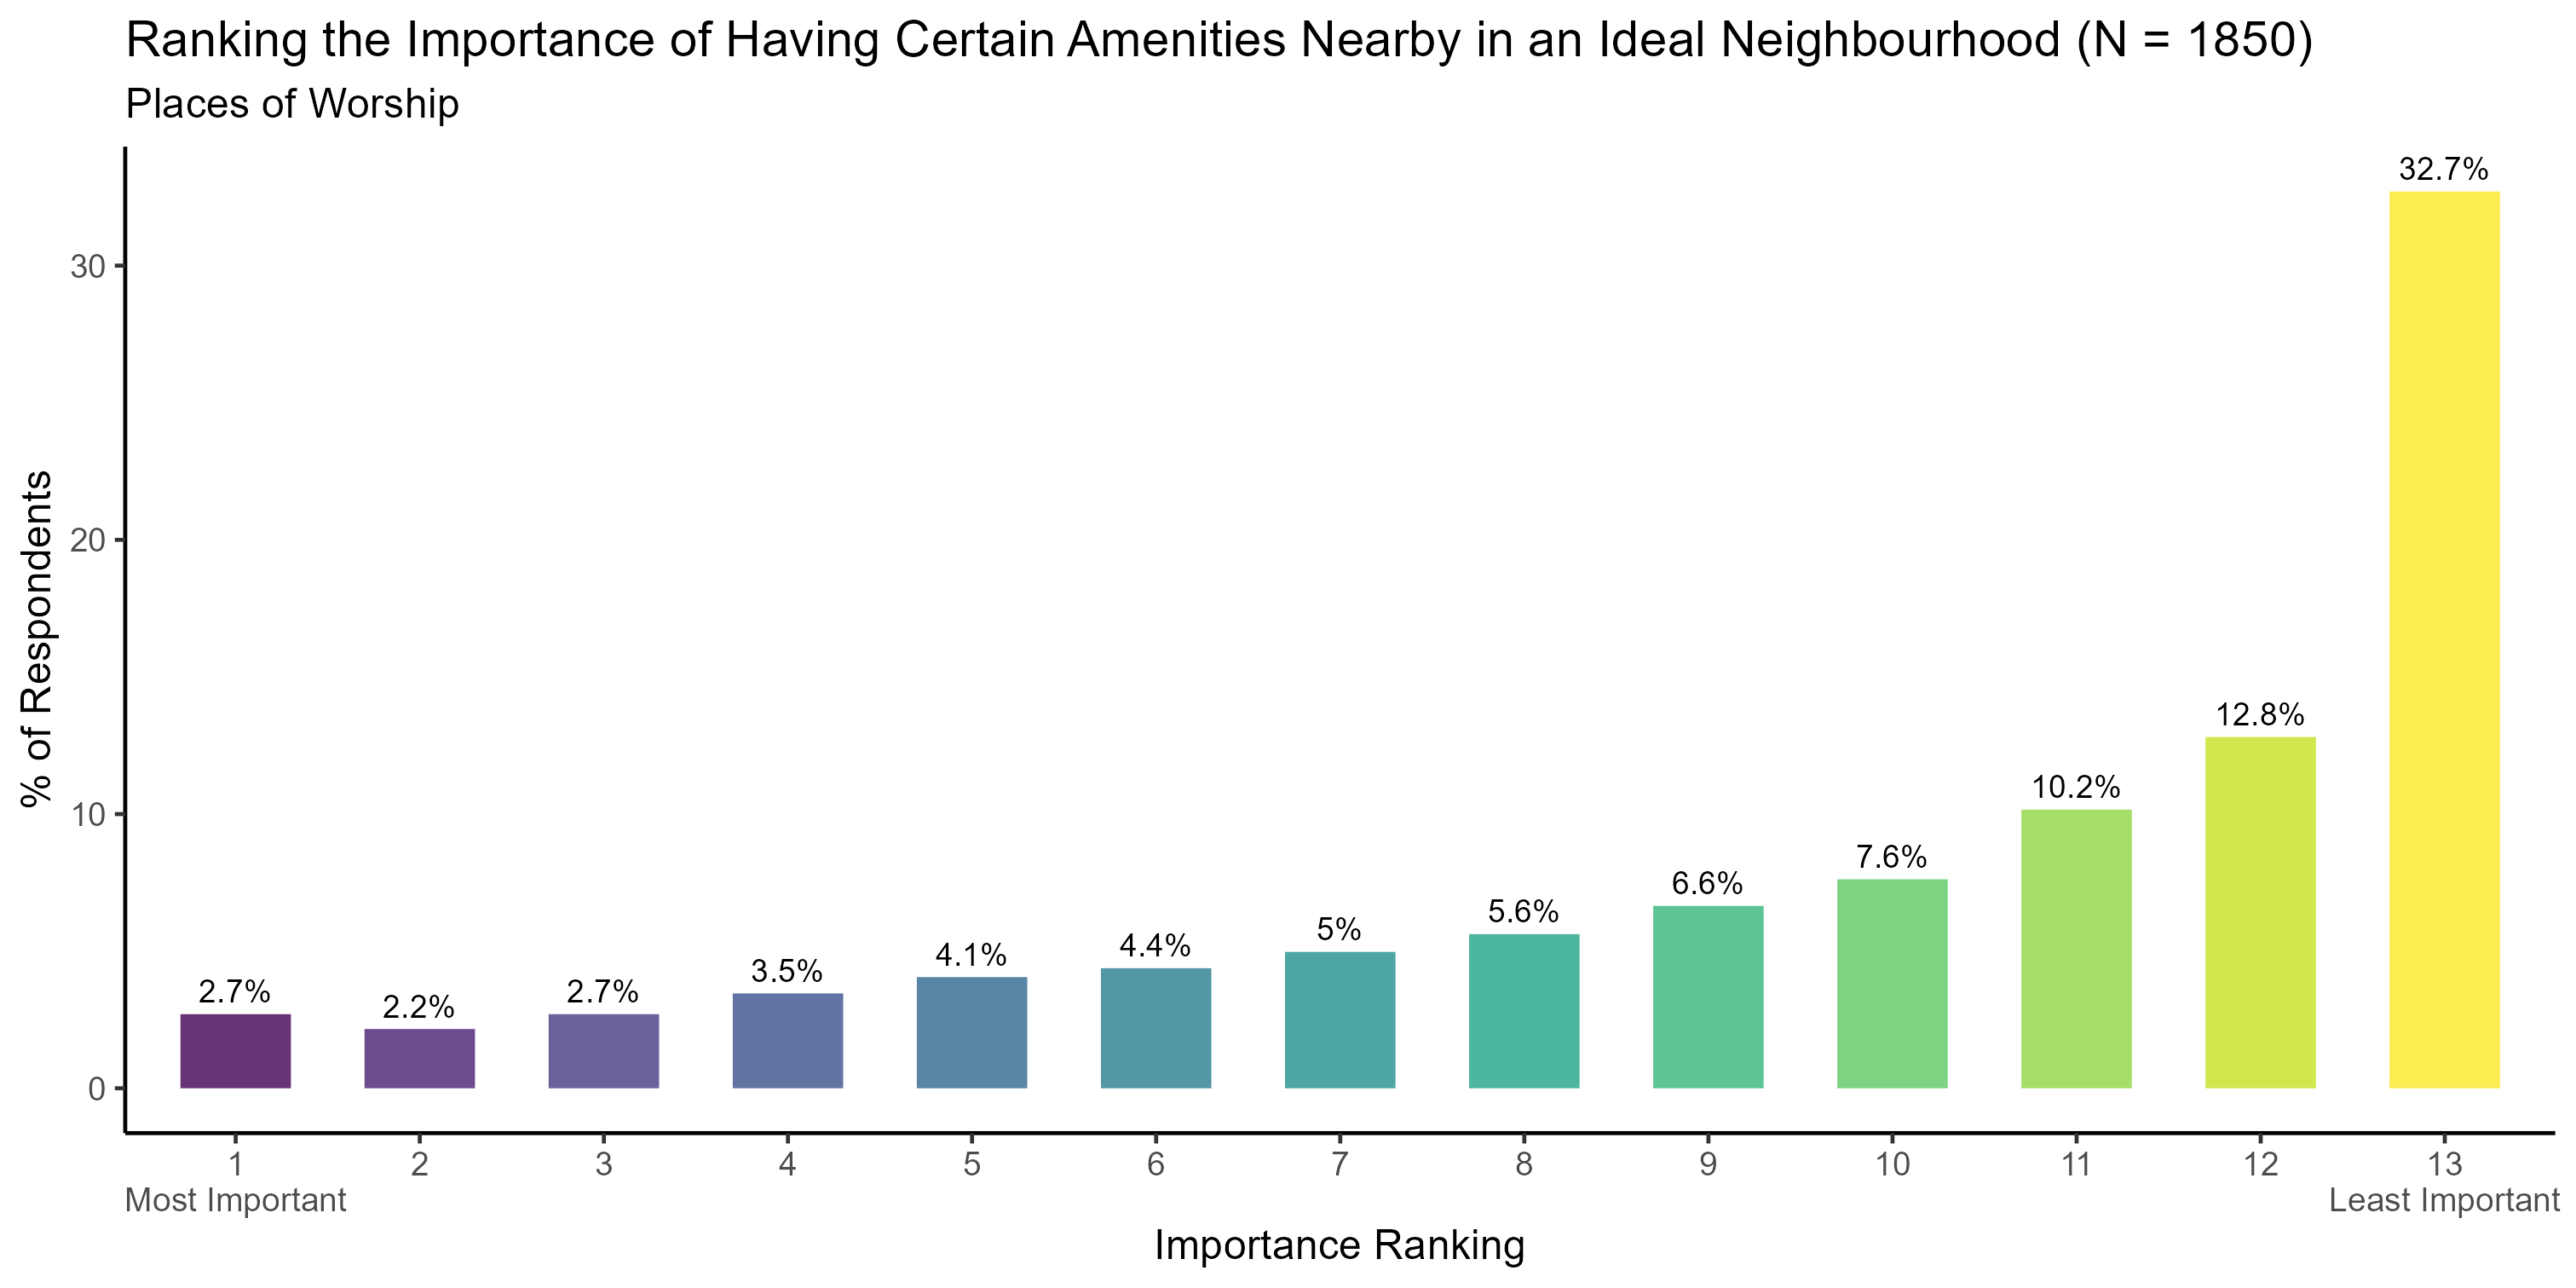 Ranking the Importance of Having Certain Amenities Nearby in an Ideal Neighbourhood (N = 1850)
Places of Worship
% of Respondents
30
20
10
0
2.7%
2.2%
2.7%
3.5%
4.1%
4.4%
5%
5.6%
6.6%
7.6%
10.2%
12.8%
32.7%
1 2 3 4 5 6 7 8 9 10 11 12 13
Most Important Least Important
Importance Ranking